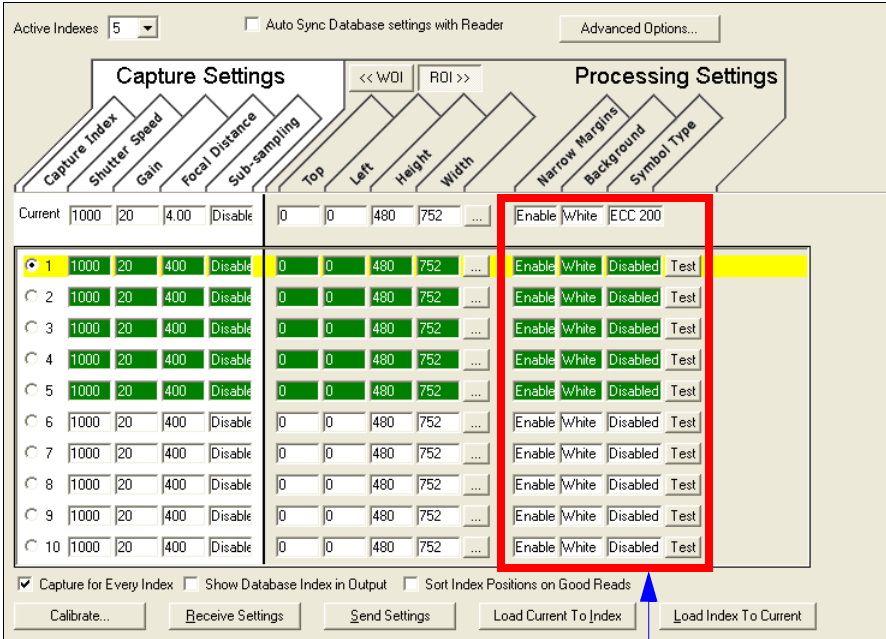 Active Indexes 5 Auto Sync Database settings with Reader Advanced Options...
Capture Settings << WOI ROI >> Processing Settings
Capture Index Shutter Speed Gain Focal Distance Sub-sampling Top Left Height Width Narrow Margins Background Symbol Type
Current 1000 20 4.00 Disable 0 0 480 752 ... Enable White ECC 200
1 1000 20 400 Disable 0 0 480 752 ... Enable White Disabled Test
2 1000 20 400 Disable 0 0 480 752 ... Enable White Disabled Test
3 1000 20 400 Disable 0 0 480 752 ... Enable White Disabled Test
4 1000 20 400 Disable 0 0 480 752 ... Enable White Disabled Test
5 1000 20 400 Disable 0 0 480 752 ... Enable White Disabled Test
6 1000 20 400 Disable 0 0 480 752 ... Enable White Disabled Test
7 1000 20 400 Disable 0 0 480 752 ... Enable White Disabled Test
8 1000 20 400 Disable 0 0 480 752 ... Enable White Disabled Test
9 1000 20 400 Disable 0 0 480 752 ... Enable White Disabled Test
10 1000 20 400 Disable 0 0 480 752 ... Enable White Disabled Test
Capture for Every Index Show Database Index in Output Sort Index Positions on Good Reads
Calibrate... Receive Settings Send Settings Load Current To Index Load Index To Current